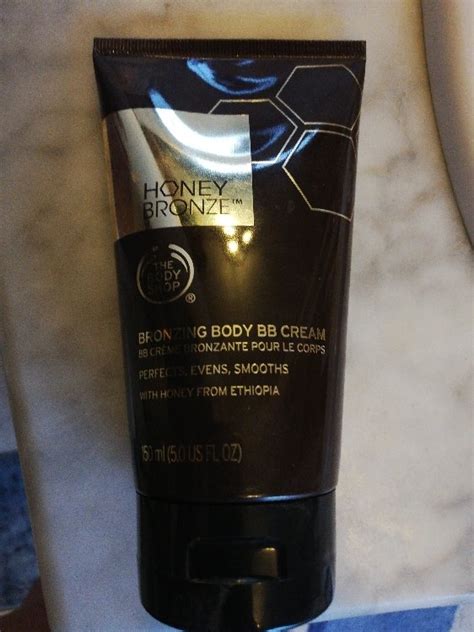 HONEY
BRONZE™
THE
BODY
SHOP
®
BRONZING BODY BB CREAM
BB CRÈME BRONZANTE POUR LE CORPS
PERFECTS, EVENS, SMOOTHS
WITH HONEY FROM ETHIOPIA
150 ml (5.0 US FL OZ)